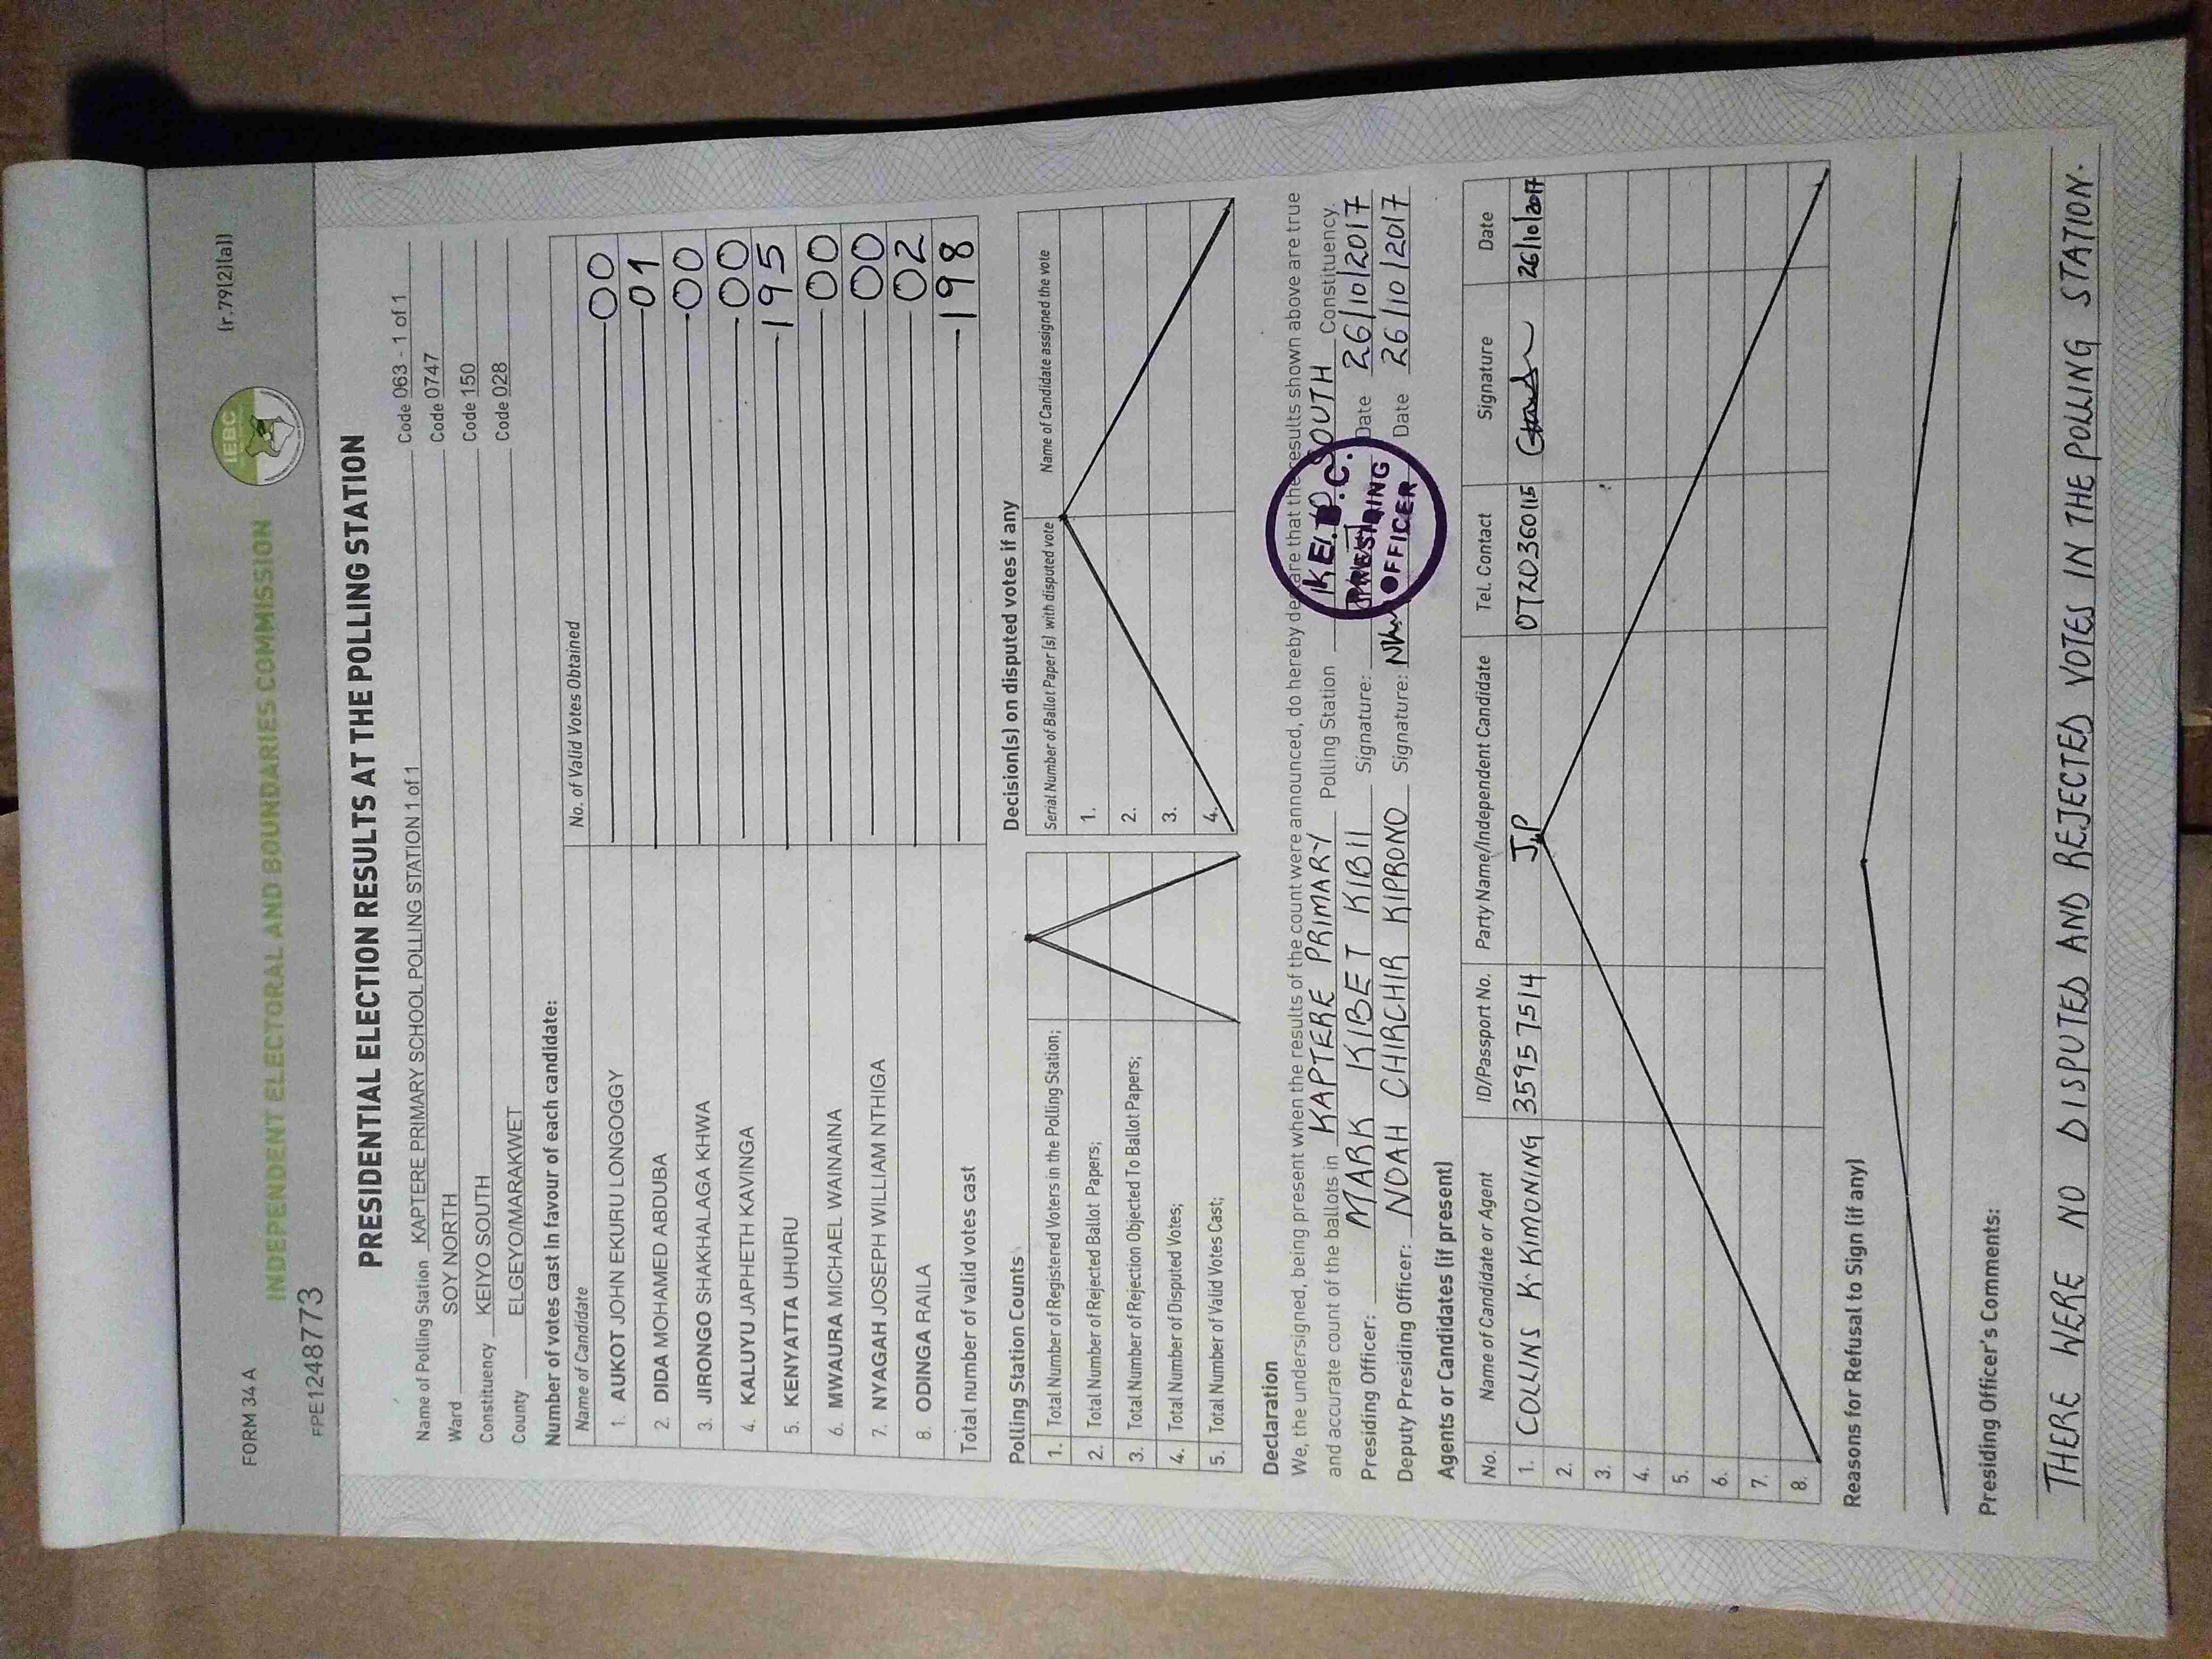 FORM 34 A
(r.79(2)(a))
IEBC
INDEPENDENT ELECTORAL AND BOUNDARIES COMMISSION
FPE1248773
PRESIDENTIAL ELECTION RESULTS AT THE POLLING STATION
Name of Polling Station KAPTERE PRIMARY SCHOOL POLLING STATION 1 of 1 Code 063 - 1 of 1
Ward SOY NORTH Code 0747
Constituency KEIYO SOUTH Code 150
County ELGEYO/MARAKWET Code 028
Number of votes cast in favour of each candidate:
Name of Candidate No. of Valid Votes Obtained
1. AUKOT JOHN EKURU LONGOGGY 00
2. DIDA MOHAMED ABDUBA 01
3. JIRONGO SHAKHALAGA KHWA 00
4. KALUYU JAPHETH KAVINGA 00
5. KENYATTA UHURU 195
6. MWAURA MICHAEL WAINAINA 00
7. NYAGAH JOSEPH WILLIAM NTHIGA 00
8. ODINGA RAILA 02
Total number of valid votes cast 198
Polling Station Counts
1. Total Number of Registered Voters in the Polling Station;
2. Total Number of Rejected Ballot Papers;
3. Total Number of Rejection Objected To Ballot Papers;
4. Total Number of Disputed Votes;
5. Total Number of Valid Votes Cast;
Decision(s) on disputed votes if any
Serial Number of Ballot Paper (s) with disputed vote Name of Candidate assigned the vote
1.
2.
3.
4.
Declaration
We, the undersigned, being present when the results of the count were announced, do hereby declare that the results shown above are true
and accurate count of the ballots in KAPTERE PRIMARY Polling Station KEIYO SOUTH Constituency.
Presiding Officer: MARK KIBET KIBII Signature: Date 26/10/2017
Deputy Presiding Officer: NOAH CHIRCHIR KIPRONO Signature: Date 26/10/2017
PRESIDING
OFFICER
Agents or Candidates (if present)
No. Name of Candidate or Agent ID/Passport No. Party Name/Independent Candidate Tel. Contact Signature Date
1. COLLINS K. KIMONING 35957514 J.P 0720360115 26/10/2017
2.
3.
4.
5.
6.
7.
8.
Reasons for Refusal to Sign (if any)
Presiding Officer's Comments:
THERE WERE NO DISPUTED AND REJECTED VOTES IN THE POLLING STATION.